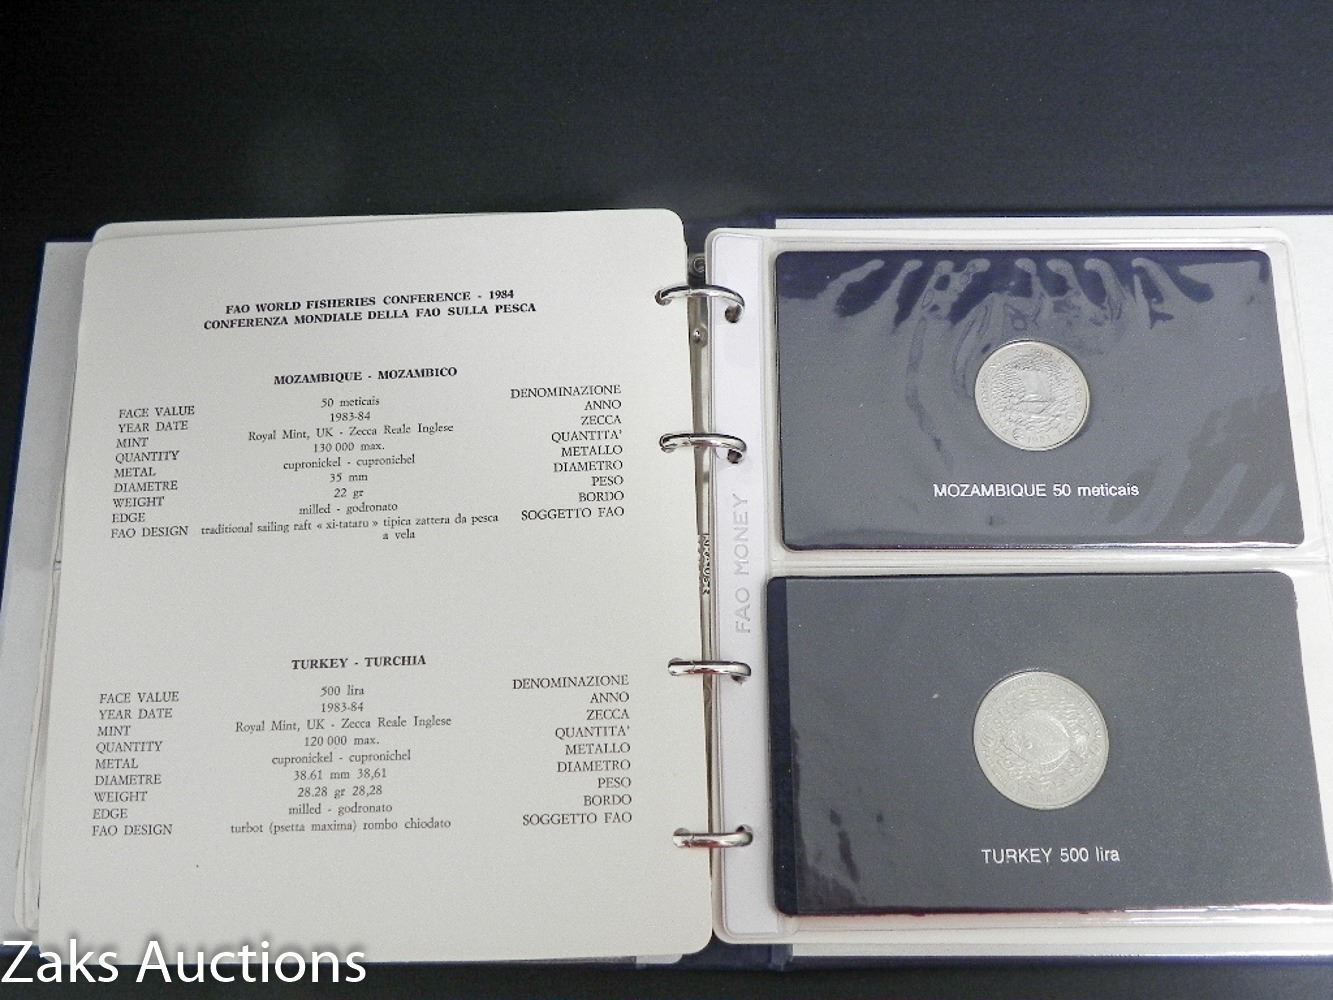 FAO WORLD FISHERIES CONFERENCE - 1984
CONFERENZA MONDIALE DELLA FAO SULLA PESCA
MOZAMBIQUE - MOZAMBICO
FACE VALUE 50 meticais DENOMINAZIONE
YEAR DATE 1983-84 ANNO
MINT Royal Mint, UK - Zecca Reale Inglese ZECCA
QUANTITY 130 000 max. QUANTITA'
METAL cupronickel - cupronichel METALLO
DIAMETRE 35 mm DIAMETRO
WEIGHT 22 gr PESO
EDGE milled - godronato BORDO
FAO DESIGN traditional sailing raft « xi-tataru » tipica zattera da pesca SOGGETTO FAO
a vela
TURKEY - TURCHIA
FACE VALUE 500 lira DENOMINAZIONE
YEAR DATE 1983-84 ANNO
MINT Royal Mint, UK - Zecca Reale Inglese ZECCA
QUANTITY 120 000 max. QUANTITA'
METAL cupronickel - cupronichel METALLO
DIAMETRE 38.61 mm 38,61 DIAMETRO
WEIGHT 28.28 gr 28,28 PESO
EDGE milled - godronato BORDO
FAO DESIGN turbot (psetta maxima) rombo chiodato SOGGETTO FAO
FAO MONEY
MOZAMBIQUE 50 meticais
TURKEY 500 lira
Zaks Auctions